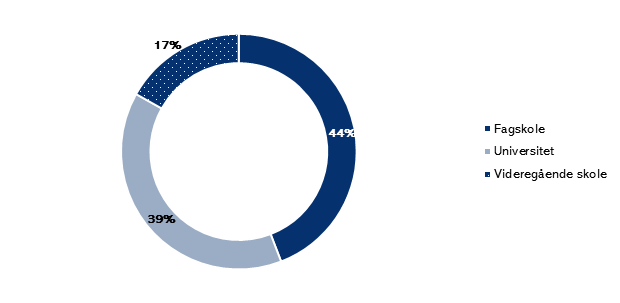 17%
44%
39%
Fagskole
Universitet
Videregående skole